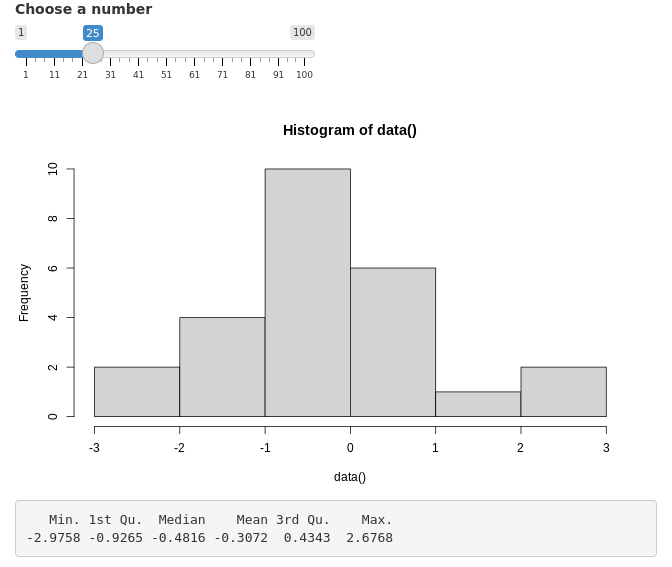 Choose a number
1 25 100
1 11 21 31 41 51 61 71 81 91 100
Histogram of data()
10
8
6
4
2
0
Frequency
-3 -2 -1 0 1 2 3
data()
Min. 1st Qu. Median Mean 3rd Qu. Max.
-2.9758 -0.9265 -0.4816 -0.3072 0.4343 2.6768